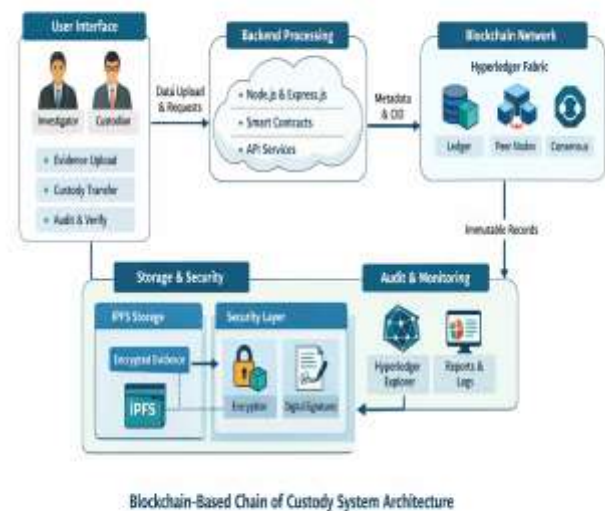 User Interface
Investigator
Custodian
• Evidence Upload
• Custody Transfer
• Audit & Verify
Data Upload
& Requests
Backend Processing
• Node.js & Express.js
• Smart Contracts
• API Services
Metadata
& CID
Blockchain Network
Hyperledger Fabric
Ledger
Peer Nodes
Consensus
Immutable Records
Storage & Security
IPFS Storage
Encrypted Evidence
IPFS
Security Layer
Encryption
Digital Signatures
Audit & Monitoring
Hyperledger
Explorer
Reports &
Logs
Blockchain-Based Chain of Custody System Architecture